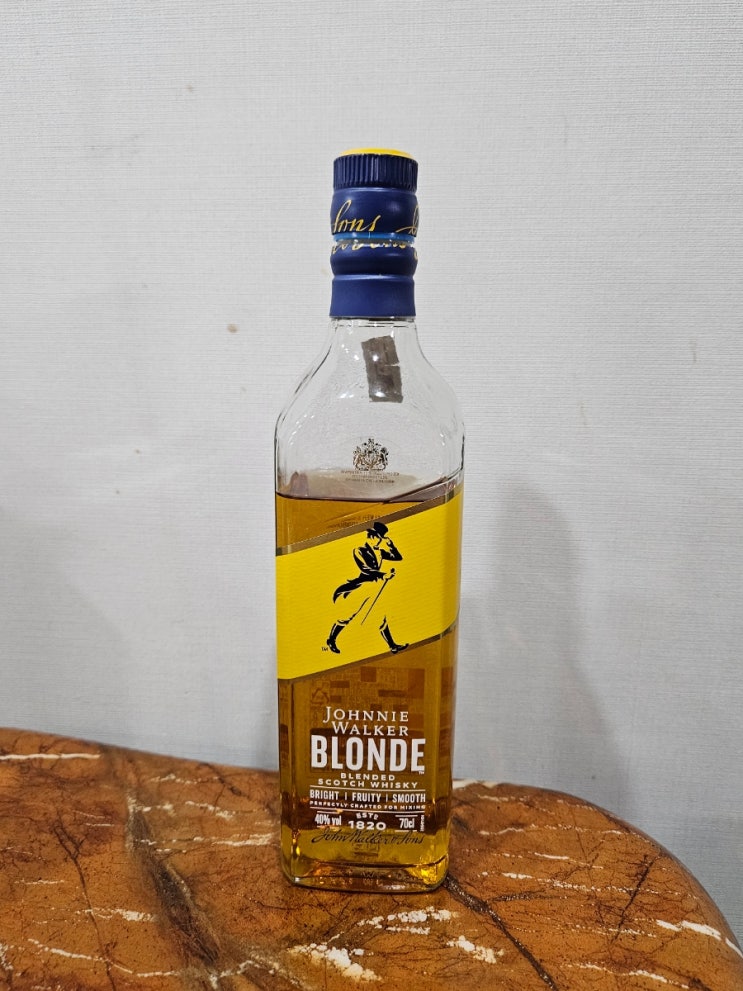 Sons
JOHNNIE
WALKER
BLONDE
BLENDED
SCOTCH WHISKY
BRIGHT | FRUITY | SMOOTH
PERFECTLY CRAFTED FOR MIXING
40% vol ESTD 1820 70cl
John Walker & Sons